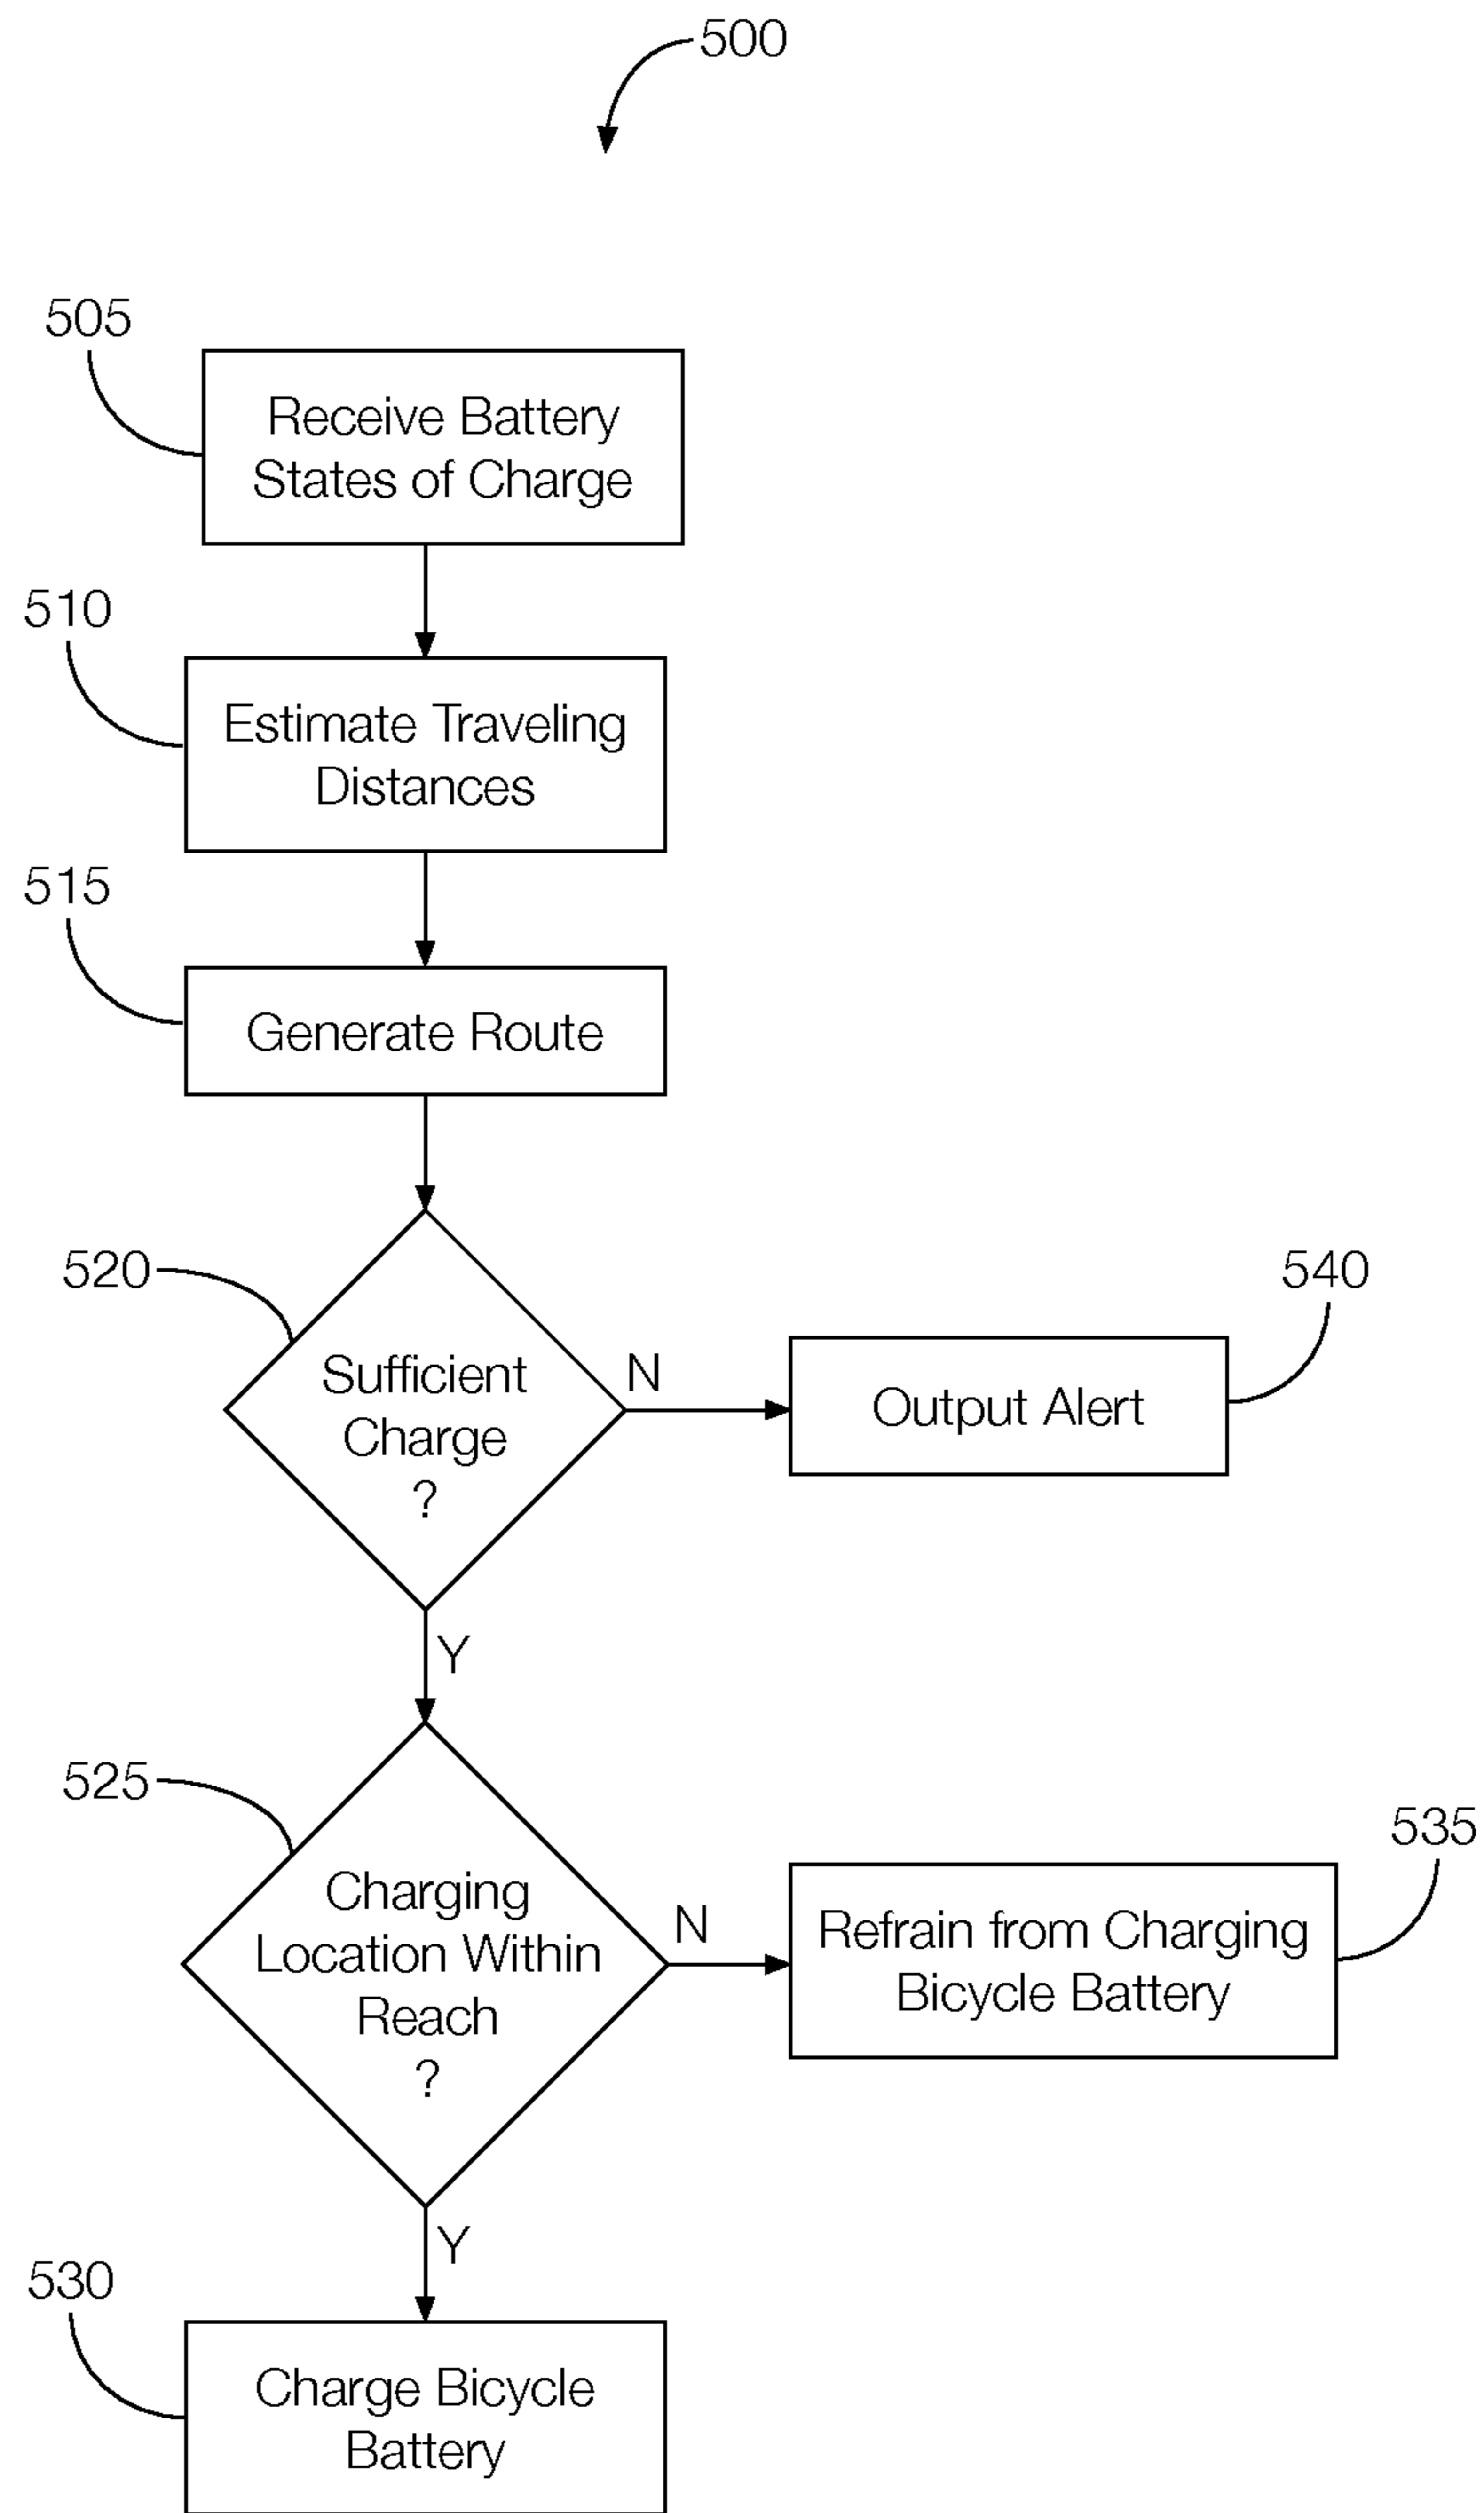 500
505
Receive Battery
States of Charge
510
Estimate Traveling
Distances
515
Generate Route
520
Sufficient
Charge
?
N
540
Output Alert
Y
525
Charging
Location Within
Reach
?
N
535
Refrain from Charging
Bicycle Battery
Y
530
Charge Bicycle
Battery